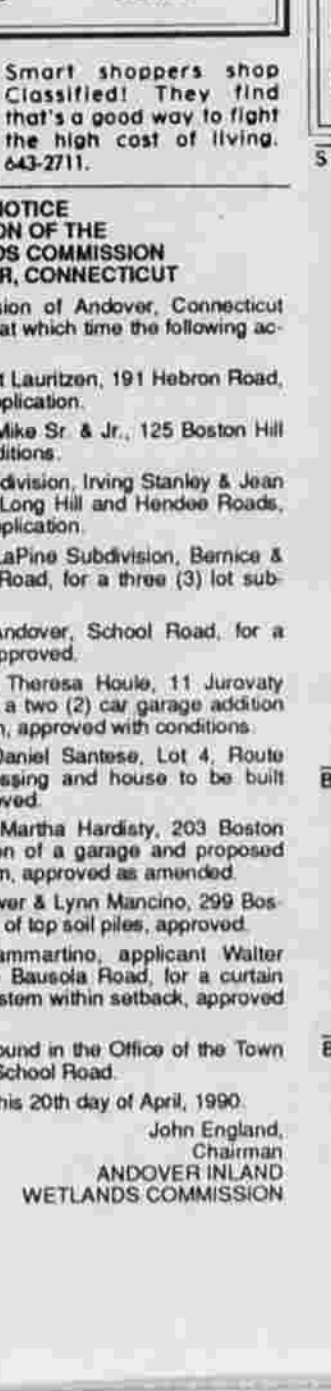 Smart shoppers shop
Classified! They find
that's a good way to fight
the high cost of living.
643-2711.
NOTICE
ON OF THE
DS COMMISSION
R, CONNECTICUT
sion of Andover, Connecticut
at which time the following ac-
t Lauritzen, 191 Hebron Road,
plication.
Mike Sr. & Jr., 125 Boston Hill
ditions.
division, Irving Stanley & Jean
Long Hill and Hendee Roads,
plication.
LaPine Subdivision, Bernice &
Road, for a three (3) lot sub-
Andover, School Road, for a
pproved.
Theresa Houle, 11 Jurovaty
a two (2) car garage addition
n, approved with conditions.
Daniel Santese, Lot 4, Route
ssing and house to be built
ved.
Martha Hardisty, 203 Boston
on of a garage and proposed
m, approved as amended.
ver & Lynn Mancino, 299 Bos-
of top soil piles, approved.
ammartino, applicant Walter
Bausola Road, for a curtain
stem within setback, approved
ound in the Office of the Town
School Road.
his 20th day of April, 1990.
John England,
Chairman
ANDOVER INLAND
WETLANDS COMMISSION